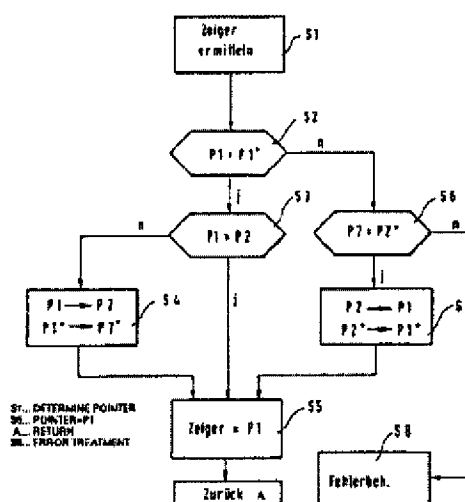 Zeiger
ermitteln
S1
S2
P1 = P1*
n
j
S3
P1 = P2
n
j
S6
P2 = P2*
n
j
P1 → P2
P1* → P2*
S4
P2 → P1
P2* → P1*
S1... DETERMINE POINTER
S5... POINTER=P1
A... RETURN
S8... ERROR TREATMENT
Zeiger = P1
S5
S8
Fehlerbeh.
Zurück A